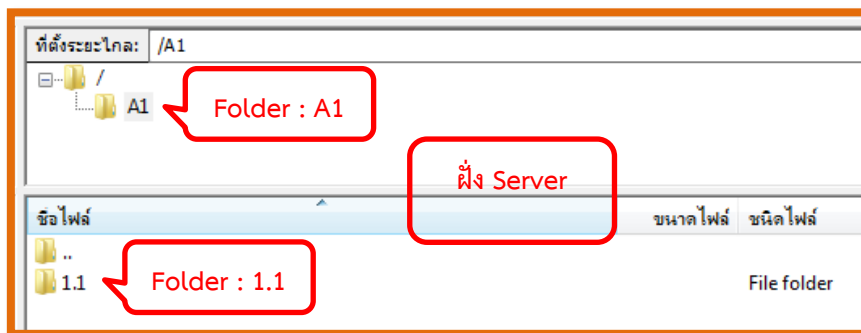 ที่ตั้งระยะไกล: /A1
/
A1
Folder : A1
ฝั่ง Server
ชื่อไฟล์ ขนาดไฟล์ ชนิดไฟล์
..
1.1 File folder
Folder : 1.1